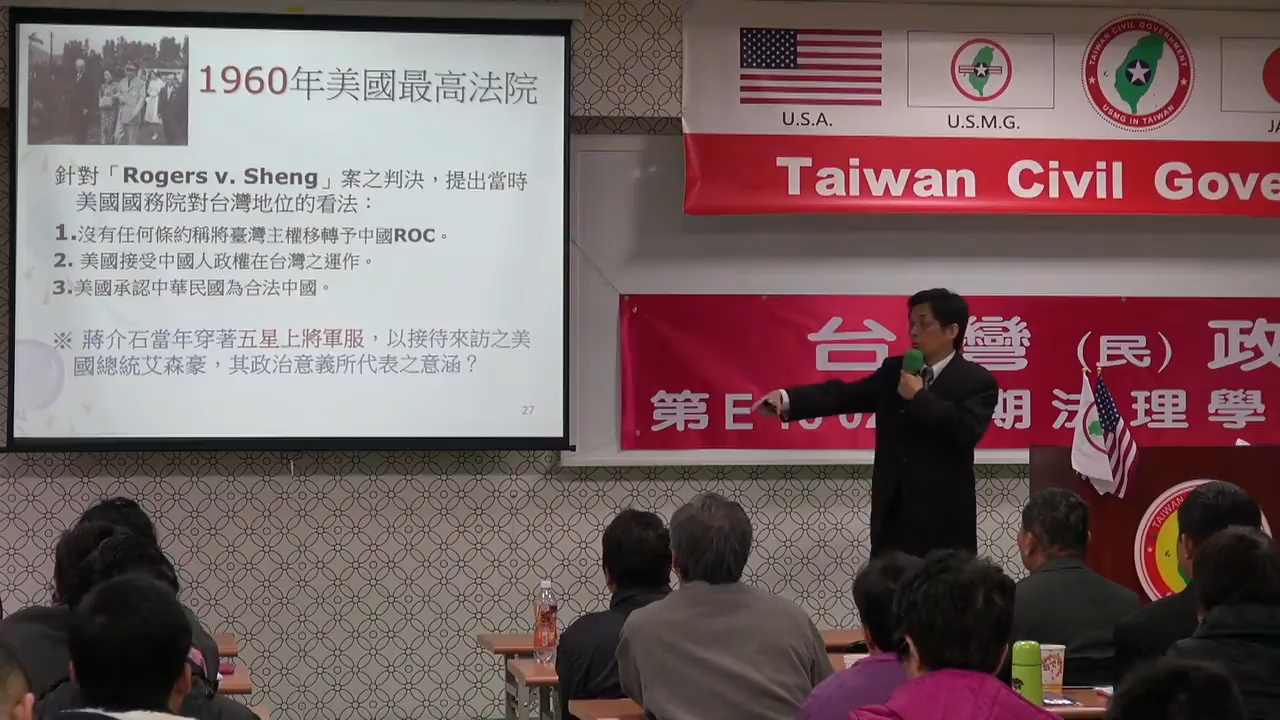 1960年美國最高法院
針對「Rogers v. Sheng」案之判決，提出當時
美國國務院對台灣地位的看法：
1.沒有任何條約稱將臺灣主權移轉予中國ROC。
2. 美國接受中國人政權在台灣之運作。
3.美國承認中華民國為合法中國。
※ 蔣介石當年穿著五星上將軍服，以接待來訪之美
國總統艾森豪，其政治意義所代表之意涵？
27
U.S.A.
U.S.M.G.
TAIWAN CIVIL GOVERNMENT
USMG IN TAIWAN
Taiwan Civil Gove
台灣（民）政
第E 期法理學
TAIWAN